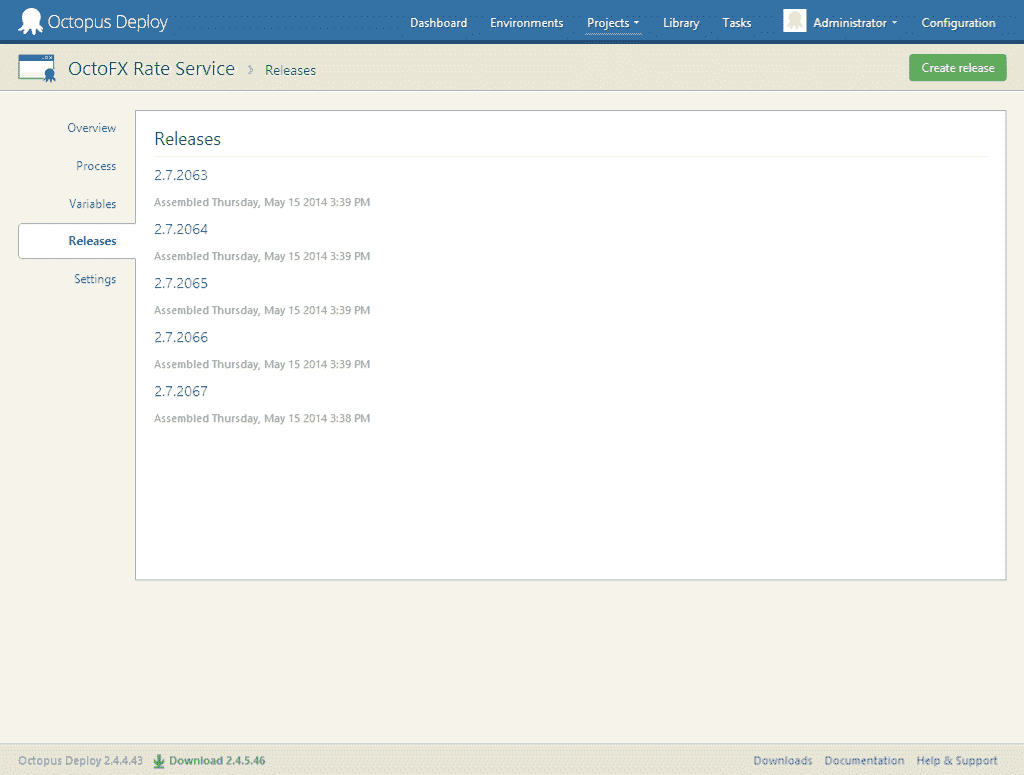 Octopus Deploy Dashboard Environments Projects Library Tasks Administrator Configuration
OctoFX Rate Service › Releases Create release
Overview
Process
Variables
Releases
Settings
Releases
2.7.2063
Assembled Thursday, May 15 2014 3:39 PM
2.7.2064
Assembled Thursday, May 15 2014 3:39 PM
2.7.2065
Assembled Thursday, May 15 2014 3:39 PM
2.7.2066
Assembled Thursday, May 15 2014 3:39 PM
2.7.2067
Assembled Thursday, May 15 2014 3:38 PM
Octopus Deploy 2.4.4.43 Download 2.4.5.46 Downloads Documentation Help & Support